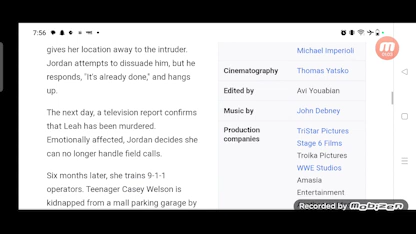 7:56
gives her location away to the intruder.
Jordan attempts to dissuade him, but he
responds, "It's already done," and hangs
up.
The next day, a television report confirms
that Leah has been murdered.
Emotionally affected, Jordan decides she
can no longer handle field calls.
Six months later, she trains 9-1-1
operators. Teenager Casey Welson is
kidnapped from a mall parking garage by
Michael Imperioli
Cinematography
Thomas Yatsko
Edited by
Avi Youabian
Music by
John Debney
Production
companies
TriStar Pictures
Stage 6 Films
Troika Pictures
WWE Studios
Amasia
Entertainment
Recorded by
MOBIZEN